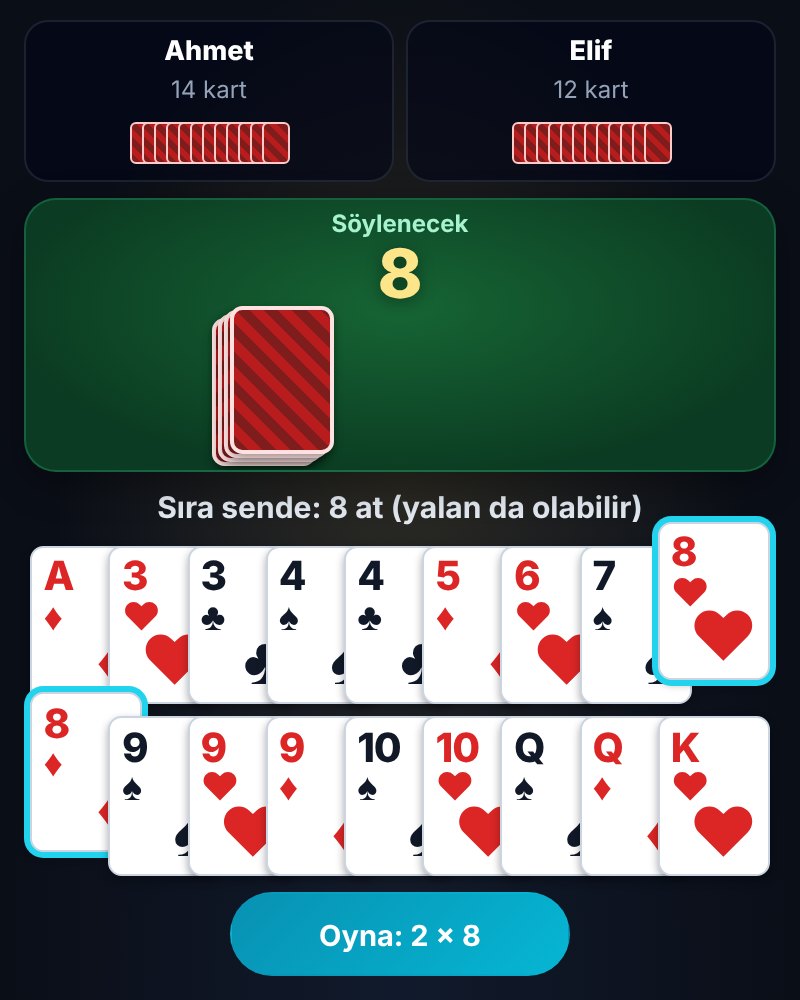 Ahmet
14 kart
Elif
12 kart
Söylenecek
8
Sıra sende: 8 at (yalan da olabilir)
A 3 3 4 4 5 6 7 8
8 9 9 9 10 10 Q Q K
Oyna: 2 × 8